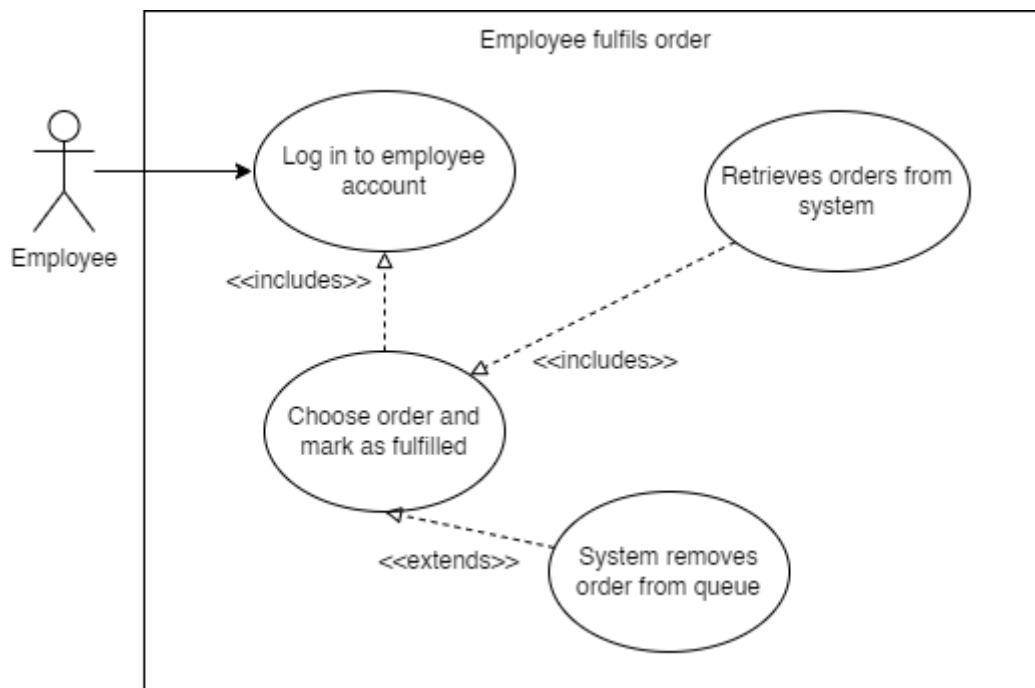 Employee fulfils order
Log in to employee
account
Retrieves orders from
system
Employee
<<includes>>
<<includes>>
Choose order and
mark as fulfilled
<<extends>>
System removes
order from queue